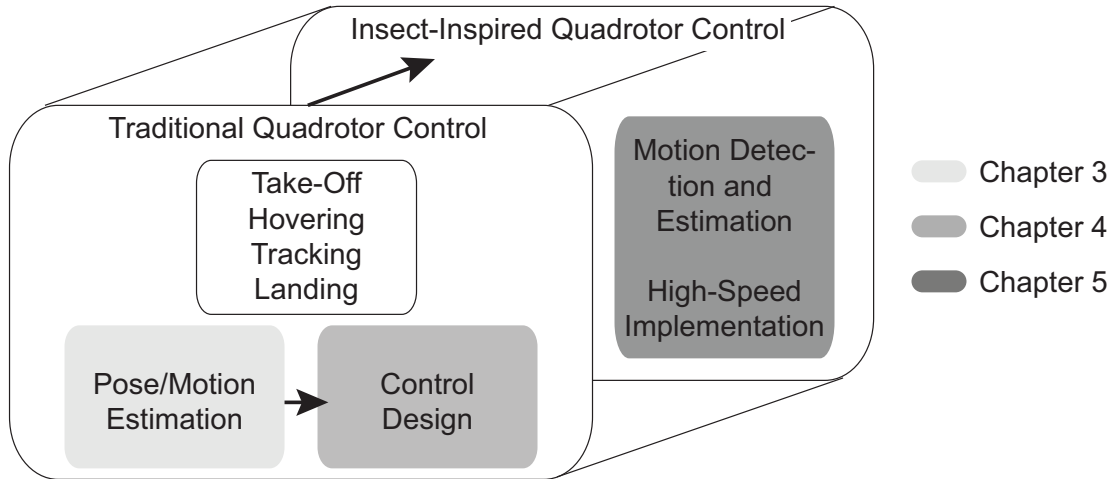 Insect-Inspired Quadrotor Control
Traditional Quadrotor Control
Take-Off
Hovering
Tracking
Landing
Pose/Motion
Estimation
Control
Design
Motion Detec-
tion and
Estimation
High-Speed
Implementation
Chapter 3
Chapter 4
Chapter 5